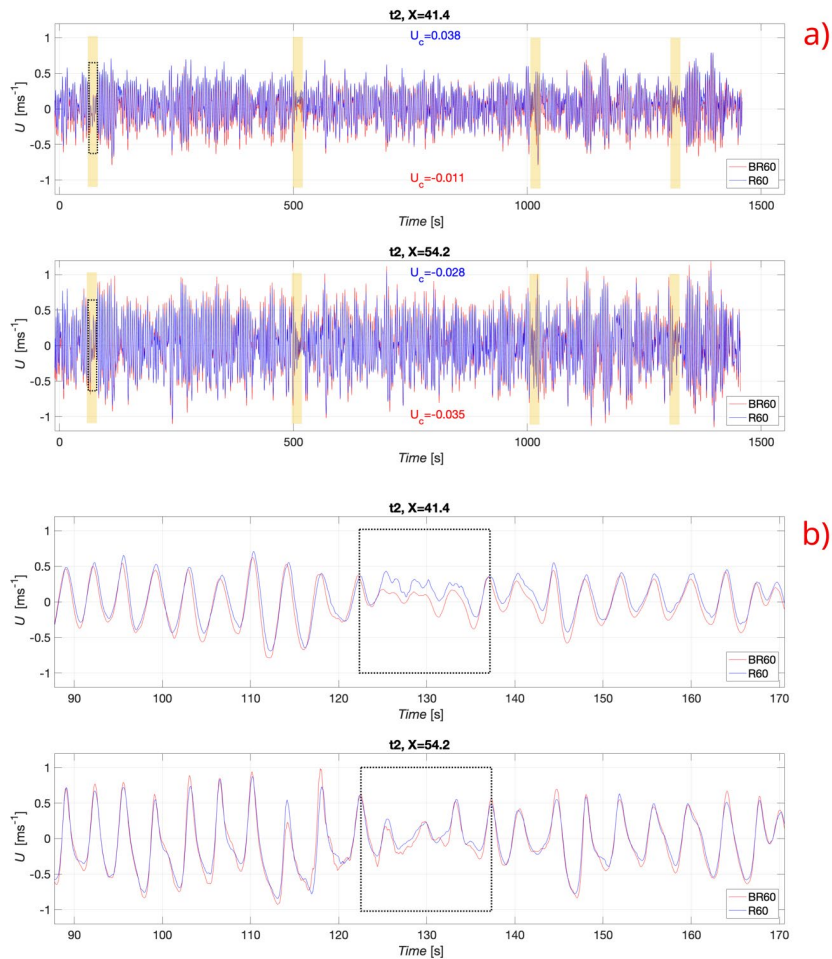 t2, X=41.4
a)
U_c=0.038
1
0.5
0
-0.5
-1
U [ms⁻¹]
U_c=-0.011
BR60
R60
0 500 1000 1500
Time [s]
t2, X=54.2
U_c=-0.028
1
0.5
0
-0.5
-1
U [ms⁻¹]
U_c=-0.035
BR60
R60
0 500 1000 1500
Time [s]
t2, X=41.4
b)
1
0.5
0
-0.5
-1
U [ms⁻¹]
BR60
R60
90 100 110 120 130 140 150 160 170
Time [s]
t2, X=54.2
1
0.5
0
-0.5
-1
U [ms⁻¹]
BR60
R60
90 100 110 120 130 140 150 160 170
Time [s]